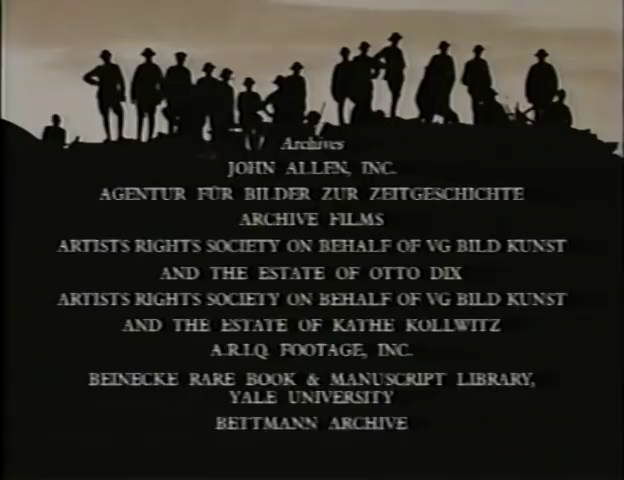 Archives
JOHN ALLEN, INC.
AGENTUR FÜR BILDER ZUR ZEITGESCHICHTE
ARCHIVE FILMS
ARTISTS RIGHTS SOCIETY ON BEHALF OF VG BILD KUNST
AND THE ESTATE OF OTTO DIX
ARTISTS RIGHTS SOCIETY ON BEHALF OF VG BILD KUNST
AND THE ESTATE OF KATHE KOLLWITZ
A.R.I.Q. FOOTAGE, INC.
BEINECKE RARE BOOK & MANUSCRIPT LIBRARY,
YALE UNIVERSITY
BETTMANN ARCHIVE